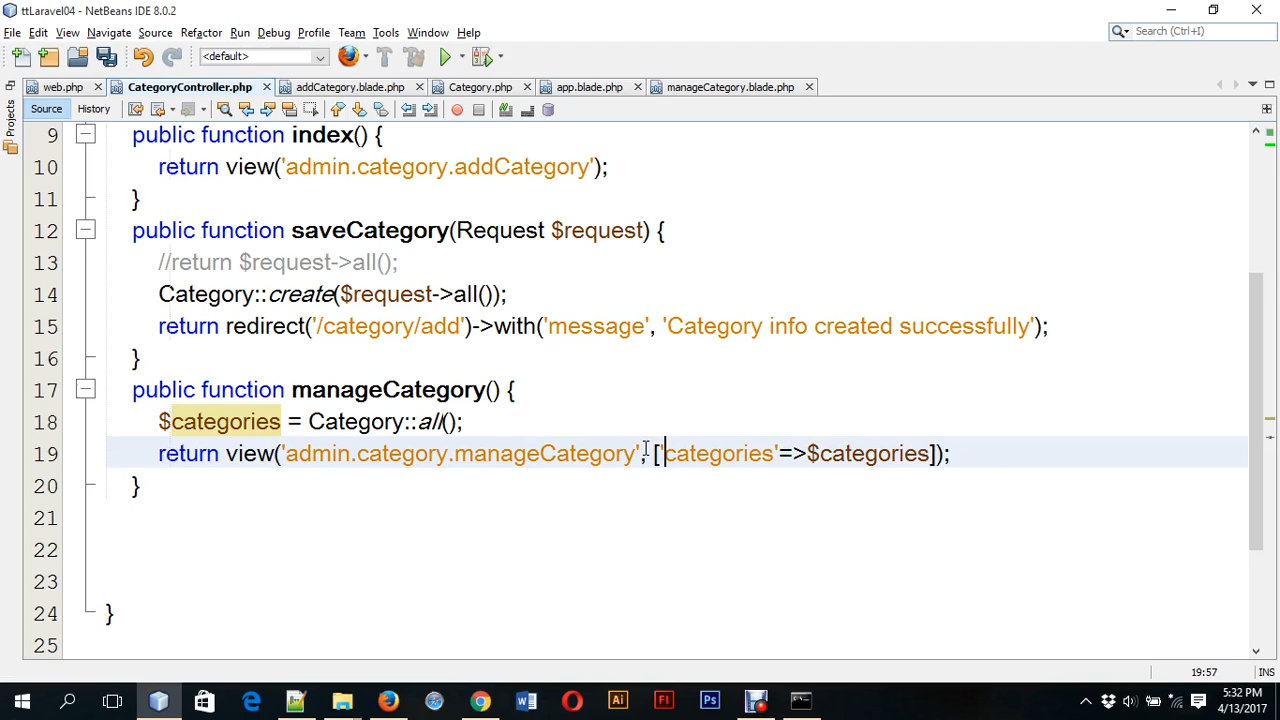 ttLaravel04 - NetBeans IDE 8.0.2
File Edit View Navigate Source Refactor Run Debug Profile Team Tools Window Help
Search (Ctrl+I)
<default>
web.php CategoryController.php addCategory.blade.php Category.php app.blade.php manageCategory.blade.php
Source History
Projects
9 public function index() {
10 return view('admin.category.addCategory');
11 }
12 public function saveCategory(Request $request) {
13 //return $request->all();
14 Category::create($request->all());
15 return redirect('/category/add')->with('message', 'Category info created successfully');
16 }
17 public function manageCategory() {
18 $categories = Category::all();
19 return view('admin.category.manageCategory', ['categories'=>$categories]);
20 }
21
22
23
24 }
25
19:57 INS
5:32 PM
4/13/2017